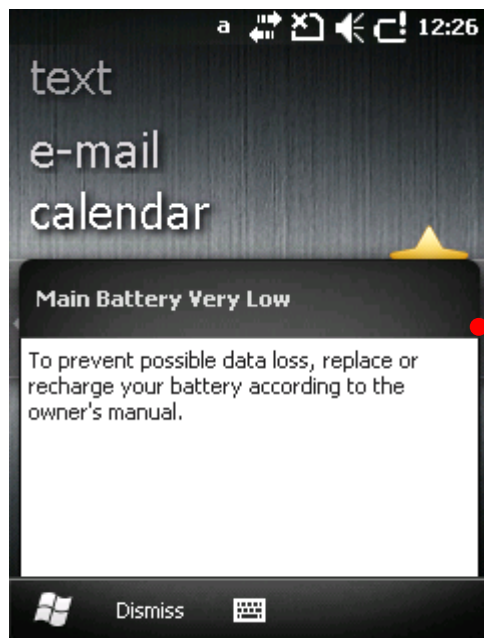 a 12:26
text
e-mail
calendar
Main Battery Very Low
To prevent possible data loss, replace or
recharge your battery according to the
owner's manual.
Dismiss